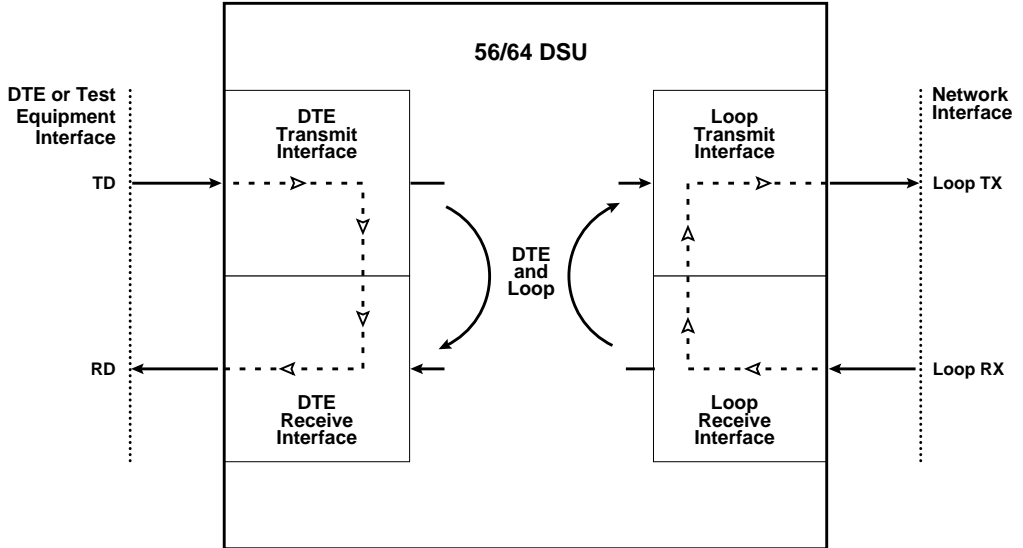 56/64 DSU
DTE or Test
Equipment
Interface
DTE
Transmit
Interface
Loop
Transmit
Interface
Network
Interface
TD
Loop TX
DTE
and
Loop
RD
Loop RX
DTE
Receive
Interface
Loop
Receive
Interface